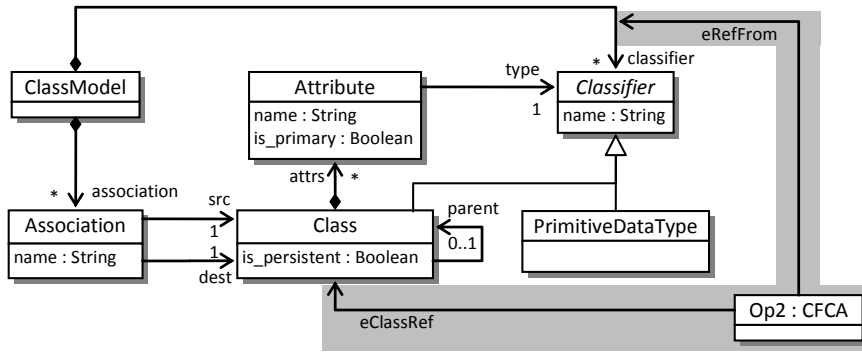 eRefFrom
* classifier
ClassModel
Attribute
type
Classifier
name : String
is_primary : Boolean
1
name : String
* association
attrs *
Association
src
Class
parent
PrimitiveDataType
name : String
1
is_persistent : Boolean
0..1
1
dest
eClassRef
Op2 : CFCA